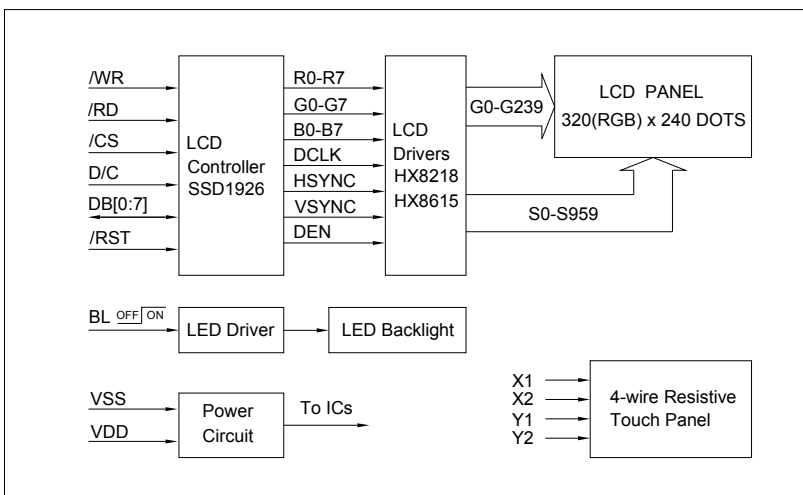 /WR
/RD
/CS
D/C
DB[0:7]
/RST
LCD
Controller
SSD1926
R0-R7
G0-G7
B0-B7
DCLK
HSYNC
VSYNC
DEN
LCD
Drivers
HX8218
HX8615
G0-G239
S0-S959
LCD PANEL
320(RGB) x 240 DOTS
BL OFF ON
LED Driver
LED Backlight
VSS
VDD
Power
Circuit
To ICs
X1
X2
Y1
Y2
4-wire Resistive
Touch Panel